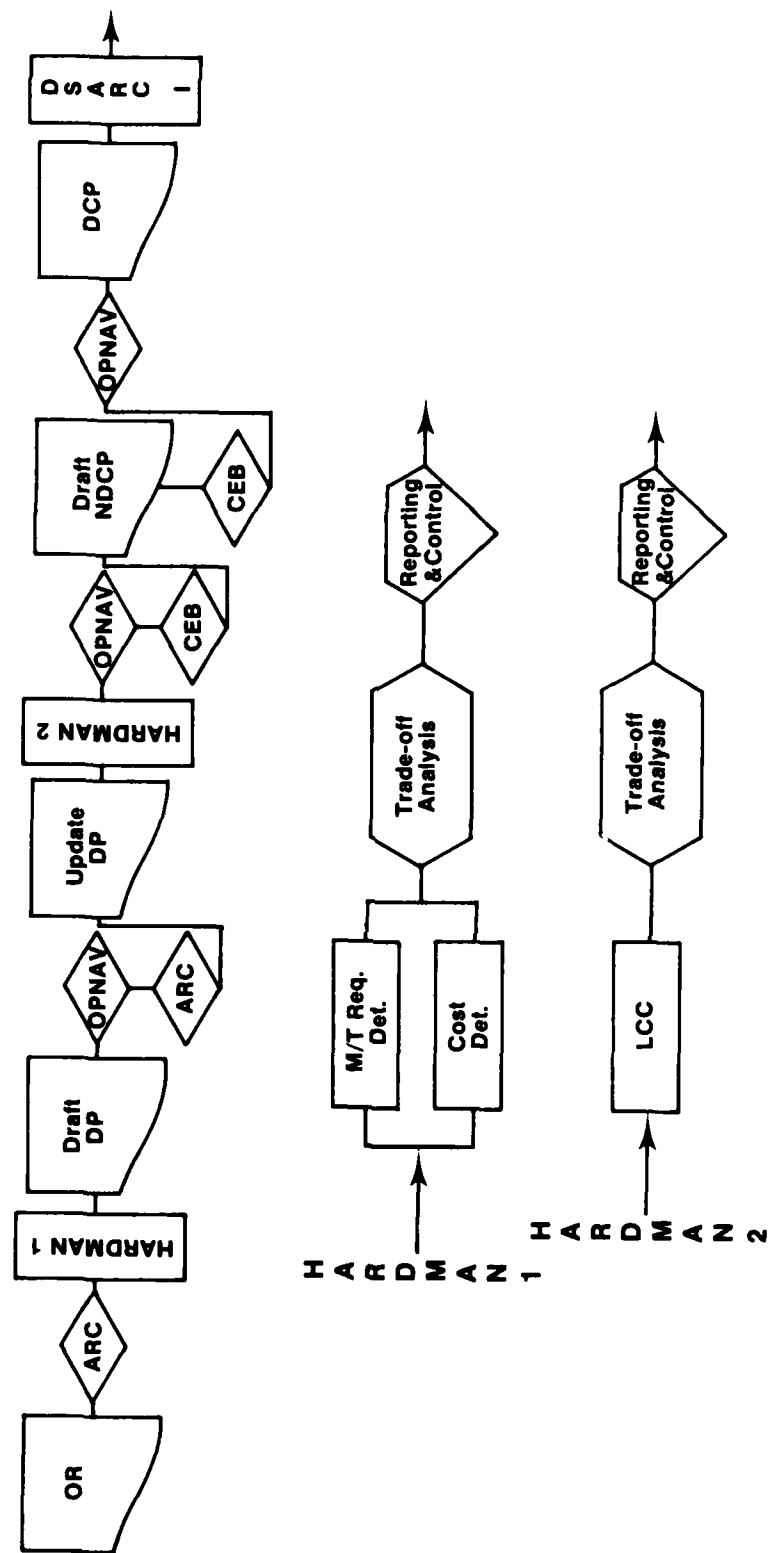 OR
ARC
HARDMAN 1
Draft
DP
OPNAV
ARC
Update
DP
HARDMAN 2
OPNAV
CEB
Draft
NDCP
CEB
OPNAV
DCP
DSARC I
HARDMAN 1
M/T Req.
Det.
Cost
Det.
Trade-off
Analysis
Reporting
&Control
HARDMAN 2
LCC
Trade-off
Analysis
Reporting
&Control